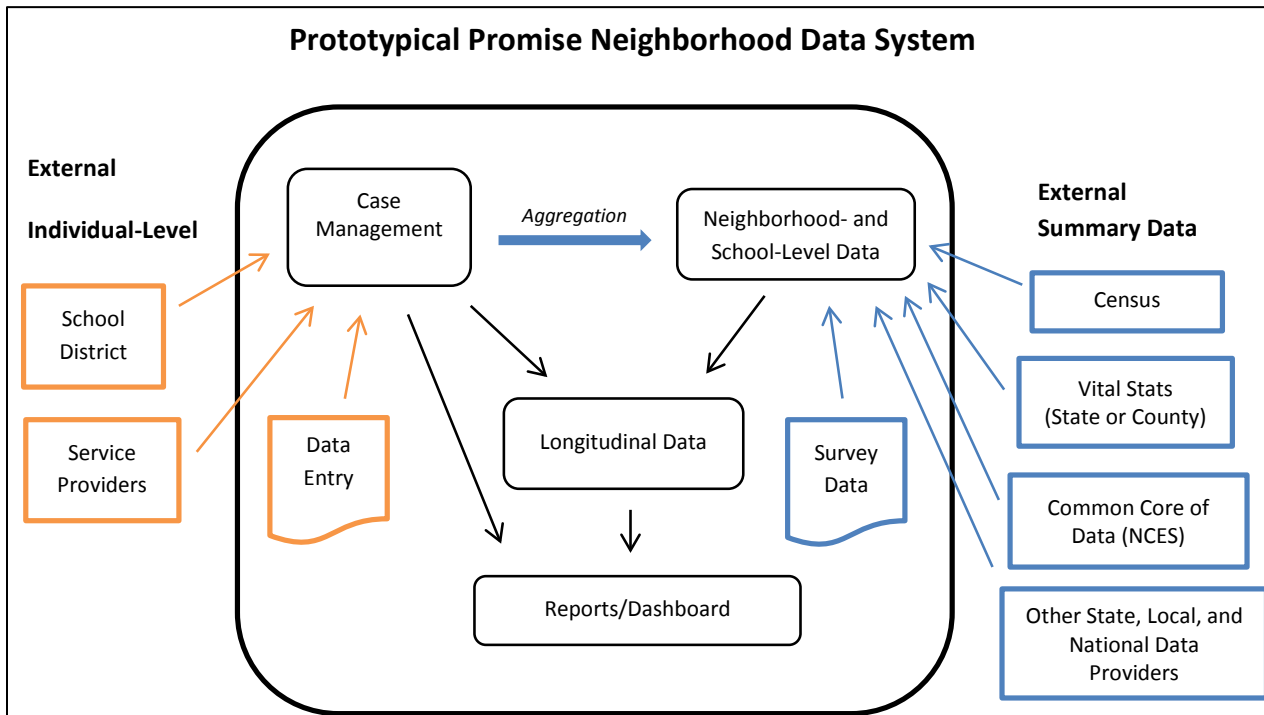 Prototypical Promise Neighborhood Data System
External
Individual-Level
School
District
Service
Providers
Case
Management
Aggregation
Neighborhood- and
School-Level Data
Data
Entry
Longitudinal Data
Survey
Data
Reports/Dashboard
External
Summary Data
Census
Vital Stats
(State or County)
Common Core of
Data (NCES)
Other State, Local, and
National Data
Providers